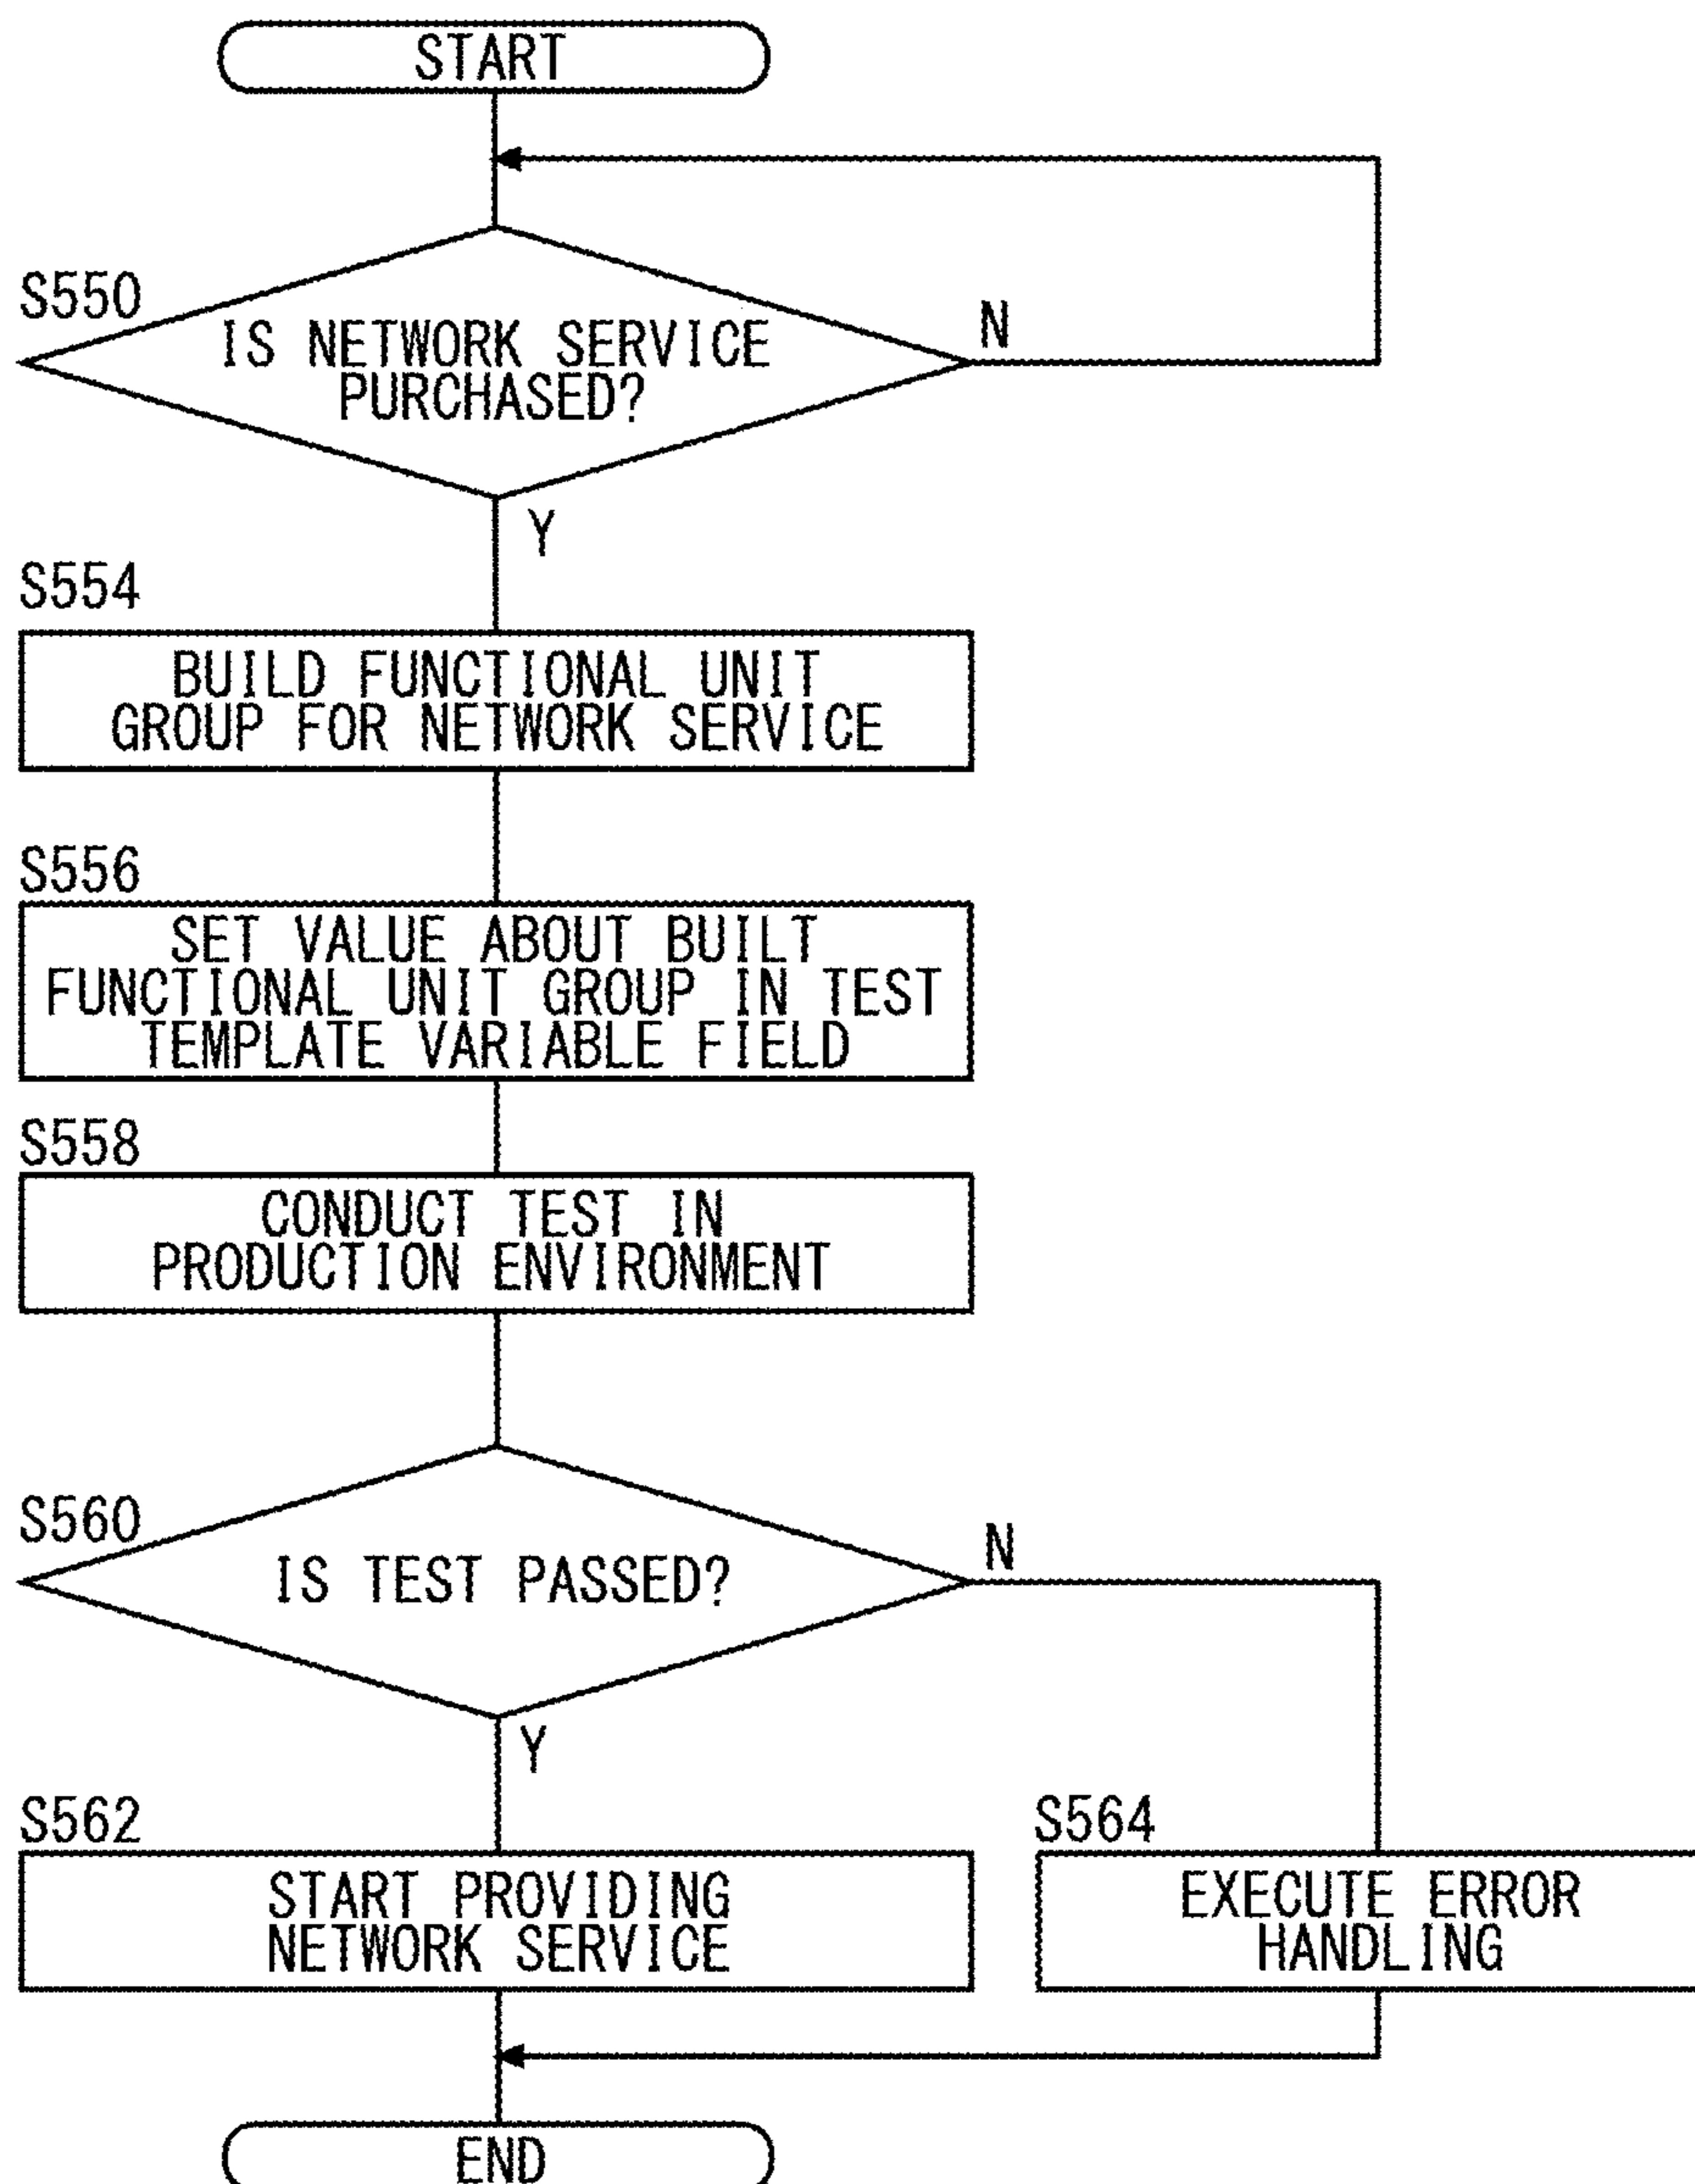 START
S550
IS NETWORK SERVICE
PURCHASED?
N
Y
S554
BUILD FUNCTIONAL UNIT
GROUP FOR NETWORK SERVICE
S556
SET VALUE ABOUT BUILT
FUNCTIONAL UNIT GROUP IN TEST
TEMPLATE VARIABLE FIELD
S558
CONDUCT TEST IN
PRODUCTION ENVIRONMENT
S560
IS TEST PASSED?
N
Y
S562
START PROVIDING
NETWORK SERVICE
S564
EXECUTE ERROR
HANDLING
END